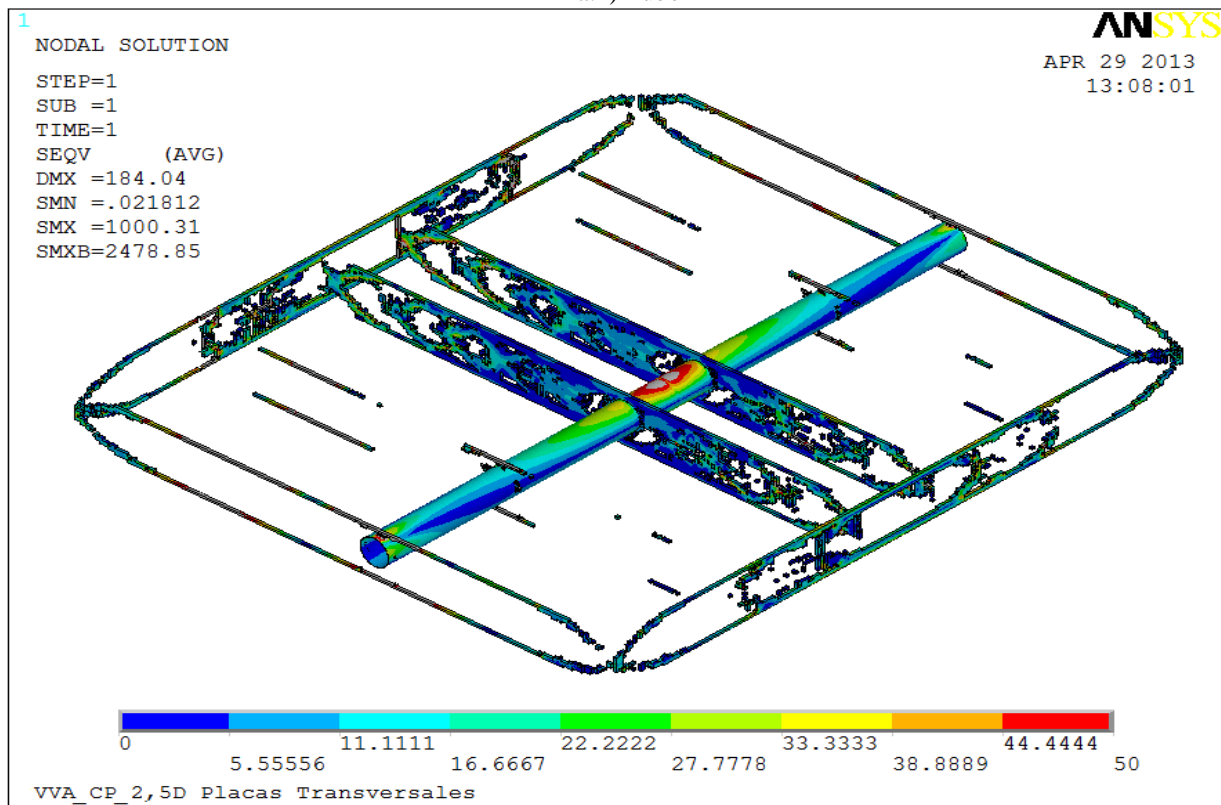 1
NODAL SOLUTION
STEP=1
SUB =1
TIME=1
SEQV (AVG)
DMX =184.04
SMN =.021812
SMX =1000.31
SMXB=2478.85
ANSYS
APR 29 2013
13:08:01
0 11.1111 22.2222 33.3333 44.4444
5.55556 16.6667 27.7778 38.8889 50
VVA_CP_2,5D Placas Transversales